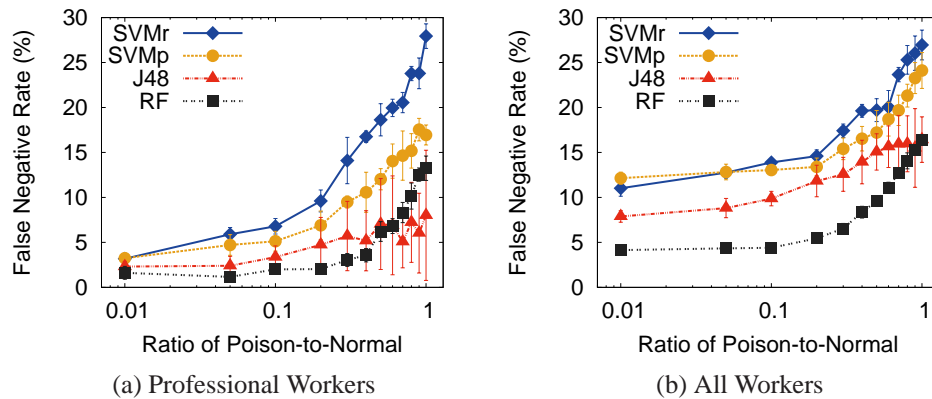 30
25
20
15
10
5
0
False Negative Rate (%)
SVMr
SVMp
J48
RF
0.01
0.1
1
Ratio of Poison-to-Normal
(a) Professional Workers
30
25
20
15
10
5
0
False Negative Rate (%)
SVMr
SVMp
J48
RF
0.01
0.1
1
Ratio of Poison-to-Normal
(b) All Workers